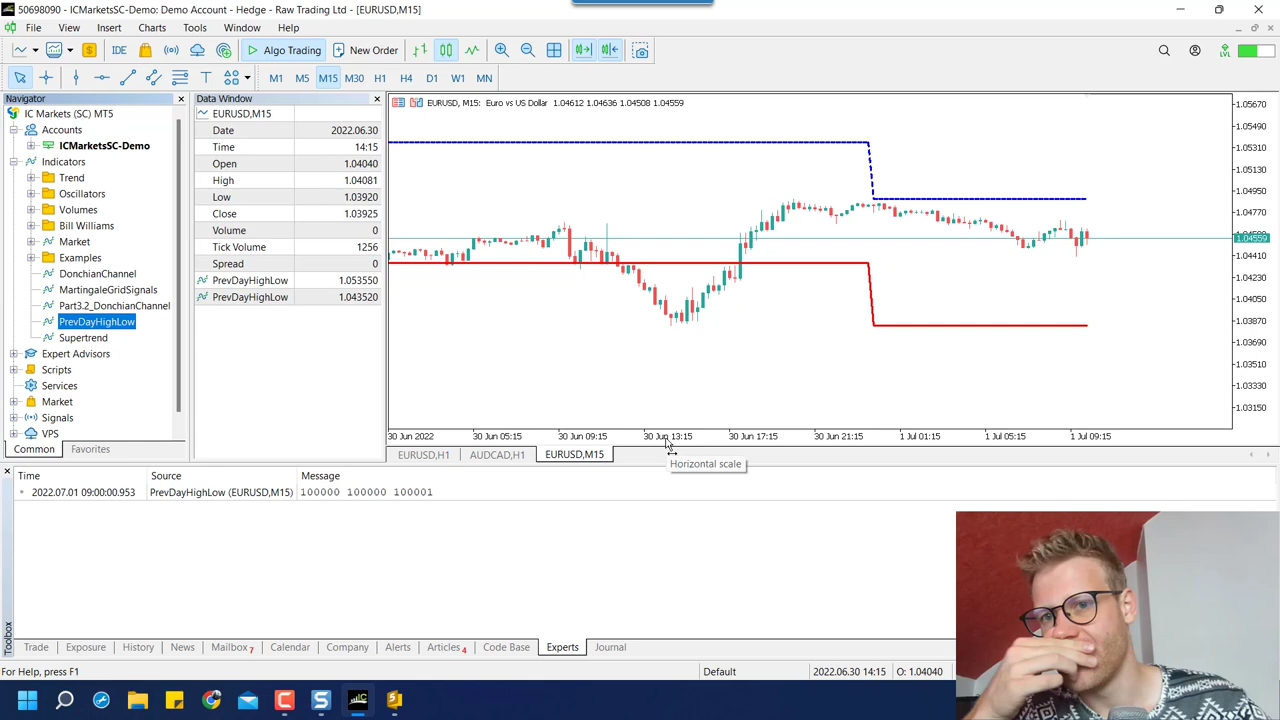 50698090 - ICMarketsSC-Demo: Demo Account - Hedge - Raw Trading Ltd - [EURUSD,M15]
File View Insert Charts Tools Window Help
IDE Algo Trading New Order LVL
M1 M5 M15 M30 H1 H4 D1 W1 MN
Navigator
IC Markets (SC) MT5
Accounts
ICMarketsSC-Demo
Indicators
Trend
Oscillators
Volumes
Bill Williams
Market
Examples
DonchianChannel
MartingaleGridSignals
Part3.2_DonchianChannel
PrevDayHighLow
Supertrend
Expert Advisors
Scripts
Services
Market
Signals
VPS
Common Favorites
Data Window
EURUSD,M15
Date 2022.06.30
Time 14:15
Open 1.04040
High 1.04081
Low 1.03920
Close 1.03925
Volume 0
Tick Volume 1256
Spread 0
PrevDayHighLow 1.053550
PrevDayHighLow 1.043520
EURUSD, M15: Euro vs US Dollar 1.04612 1.04636 1.04508 1.04559
1.05670
1.05490
1.05310
1.05130
1.04950
1.04770
1.04559
1.04410
1.04230
1.04050
1.03870
1.03690
1.03510
1.03330
1.03150
30 Jun 2022 30 Jun 05:15 30 Jun 09:15 30 Jun 13:15 30 Jun 17:15 30 Jun 21:15 1 Jul 01:15 1 Jul 05:15 1 Jul 09:15
EURUSD,H1 AUDCAD,H1 EURUSD,M15
Horizontal scale
Time Source Message
2022.07.01 09:00:00.953 PrevDayHighLow (EURUSD,M15) 100000 100000 100001
Toolbox
Trade Exposure History News Mailbox 7 Calendar Company Alerts Articles 4 Code Base Experts Journal
For Help, press F1 Default 2022.06.30 14:15 O: 1.04040